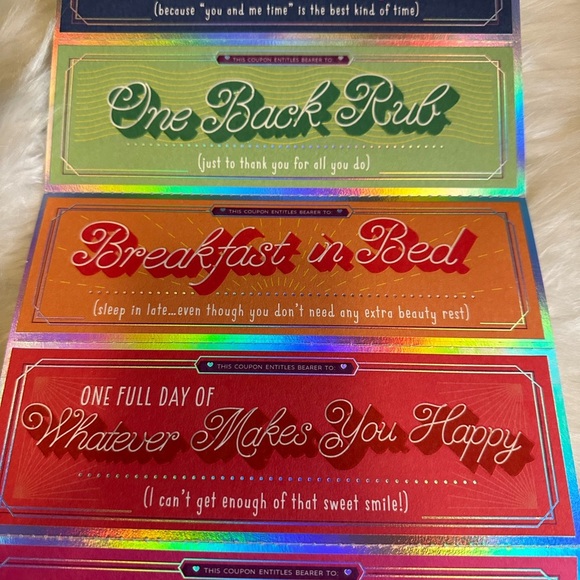 (because "you and me time" is the best kind of time)
THIS COUPON ENTITLES BEARER TO:
One Back Rub
(just to thank you for all you do)
THIS COUPON ENTITLES BEARER TO:
Breakfast in Bed
(sleep in late...even though you don't need any extra beauty rest)
THIS COUPON ENTITLES BEARER TO:
ONE FULL DAY OF
Whatever Makes You Happy
(I can't get enough of that sweet smile!)
THIS COUPON ENTITLES BEARER TO: